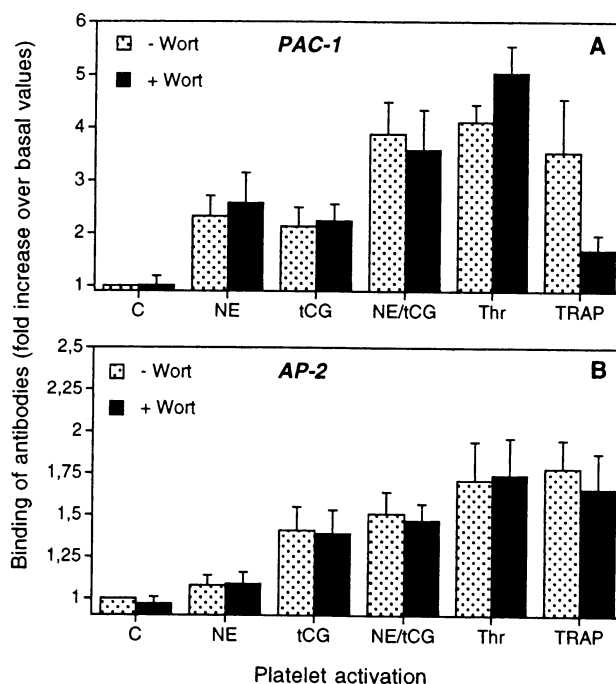 Binding of antibodies (fold increase over basal values)
6
5
4
3
2
1
- Wort
+ Wort
PAC-1
A
C NE tCG NE/tCG Thr TRAP
2,5
2,25
2
1,75
1,5
1,25
1
- Wort
+ Wort
AP-2
B
C NE tCG NE/tCG Thr TRAP
Platelet activation